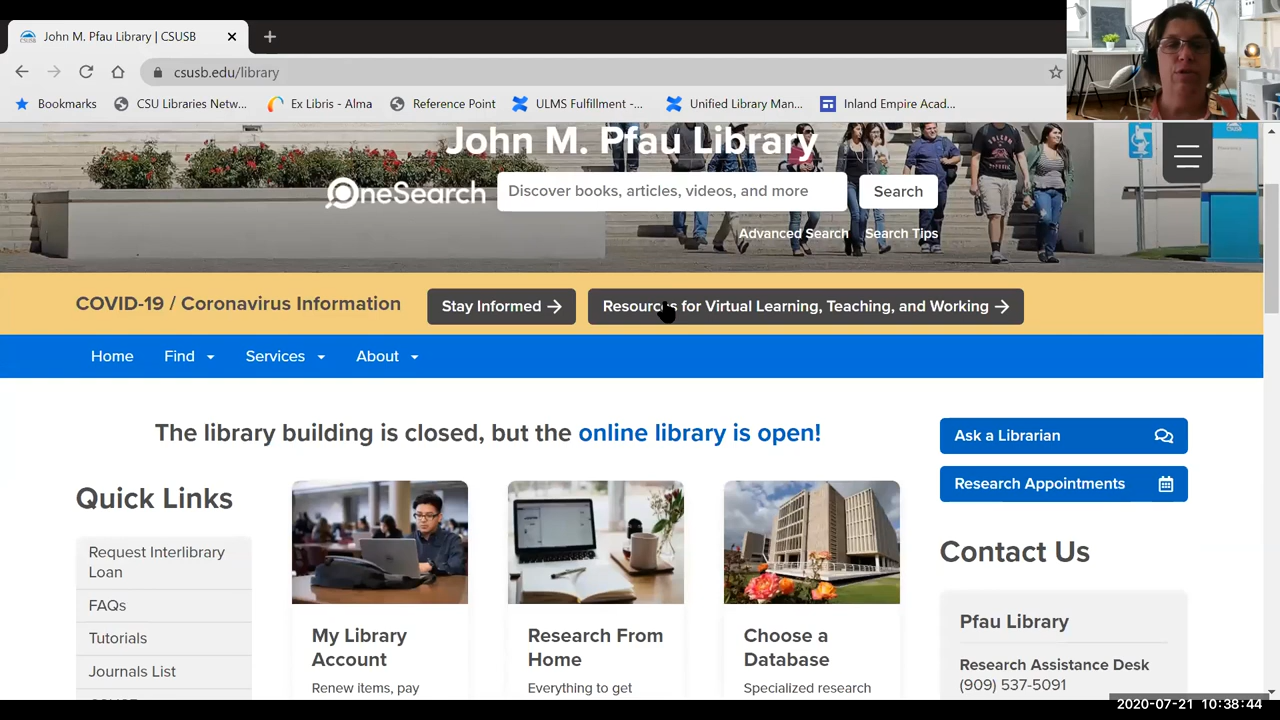 John M. Pfau Library | CSUSB
csusb.edu/library
Bookmarks
CSU Libraries Netw...
Ex Libris - Alma
Reference Point
ULMS Fulfillment -...
Unified Library Man...
Inland Empire Acad...
John M. Pfau Library
OneSearch
Discover books, articles, videos, and more
Search
Advanced Search
Search Tips
COVID-19 / Coronavirus Information
Stay Informed
Resources for Virtual Learning, Teaching, and Working
Home
Find
Services
About
The library building is closed, but the online library is open!
Ask a Librarian
Research Appointments
Quick Links
Request Interlibrary
Loan
FAQs
Tutorials
Journals List
My Library
Account
Renew items, pay
Research From
Home
Everything to get
Choose a
Database
Specialized research
Contact Us
Pfau Library
Research Assistance Desk
(909) 537-5091
2020-07-21 10:38:44